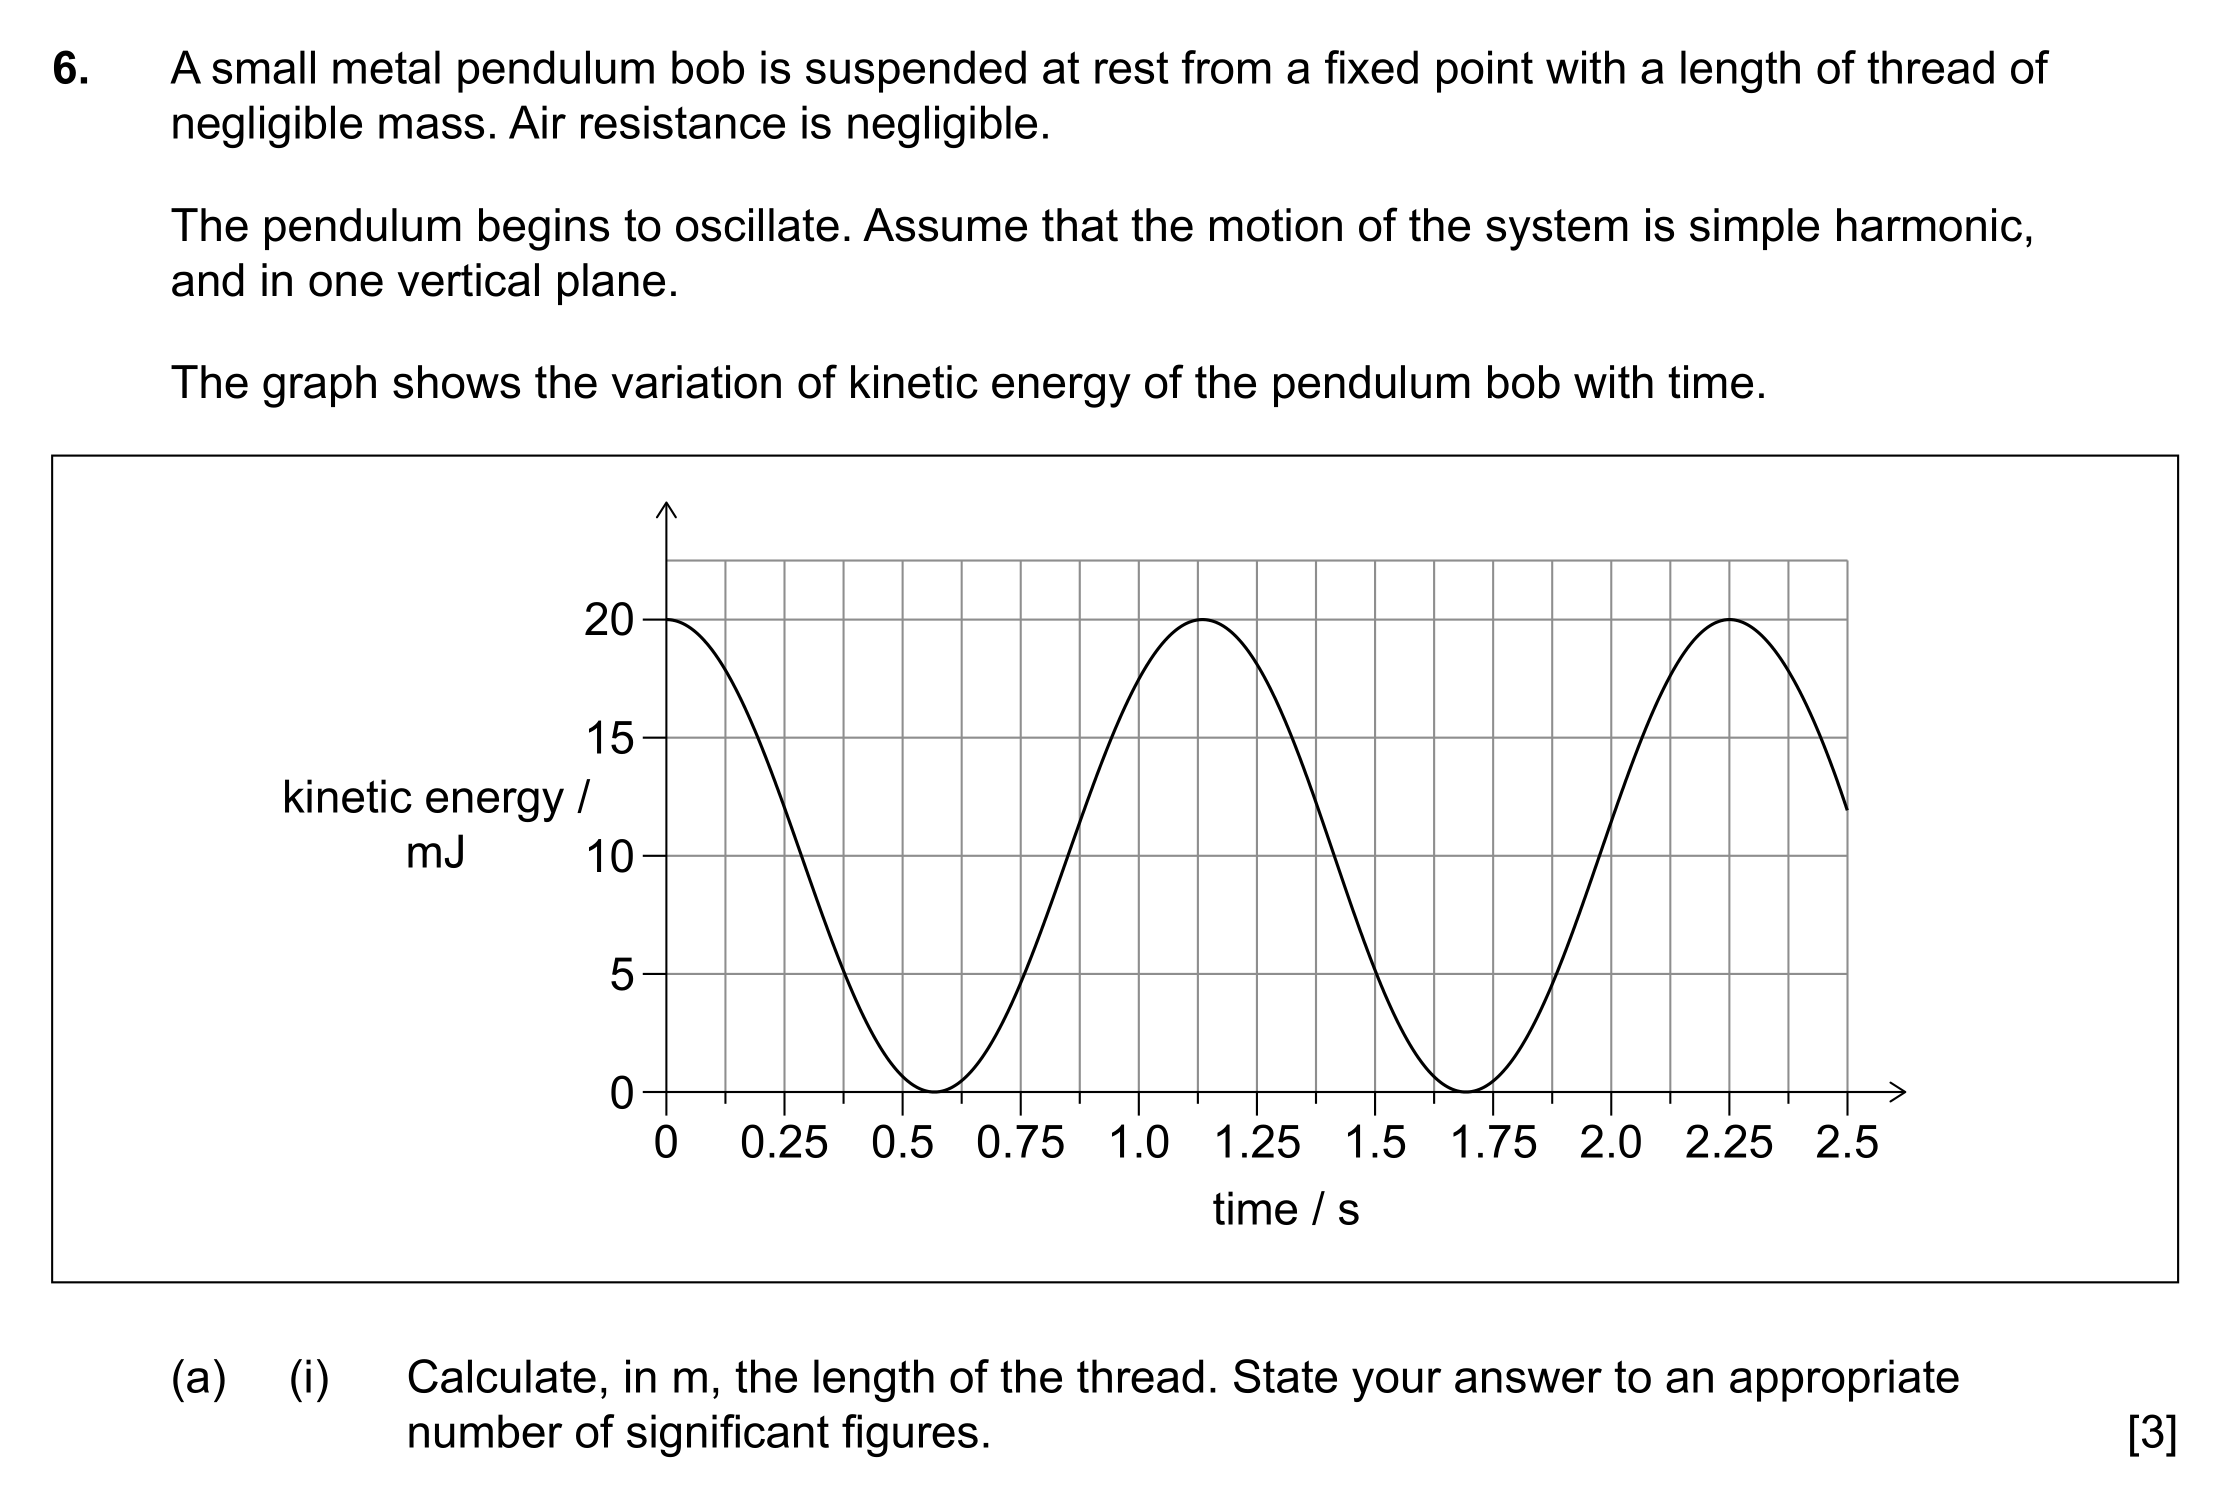 6. A small metal pendulum bob is suspended at rest from a fixed point with a length of thread of
negligible mass. Air resistance is negligible.
The pendulum begins to oscillate. Assume that the motion of the system is simple harmonic,
and in one vertical plane.
The graph shows the variation of kinetic energy of the pendulum bob with time.
20
15
kinetic energy /
mJ
10
5
0
0 0.25 0.5 0.75 1.0 1.25 1.5 1.75 2.0 2.25 2.5
time / s
(a) (i) Calculate, in m, the length of the thread. State your answer to an appropriate
number of significant figures. [3]